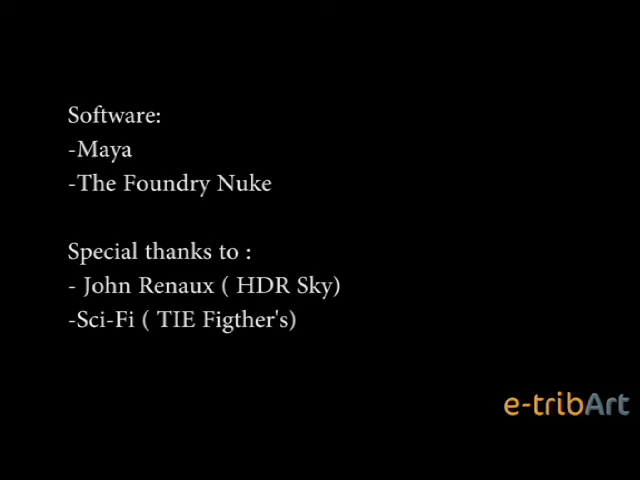 Software:
-Maya
-The Foundry Nuke
Special thanks to :
- John Renaux ( HDR Sky)
-Sci-Fi ( TIE Figther's)
e-tribArt